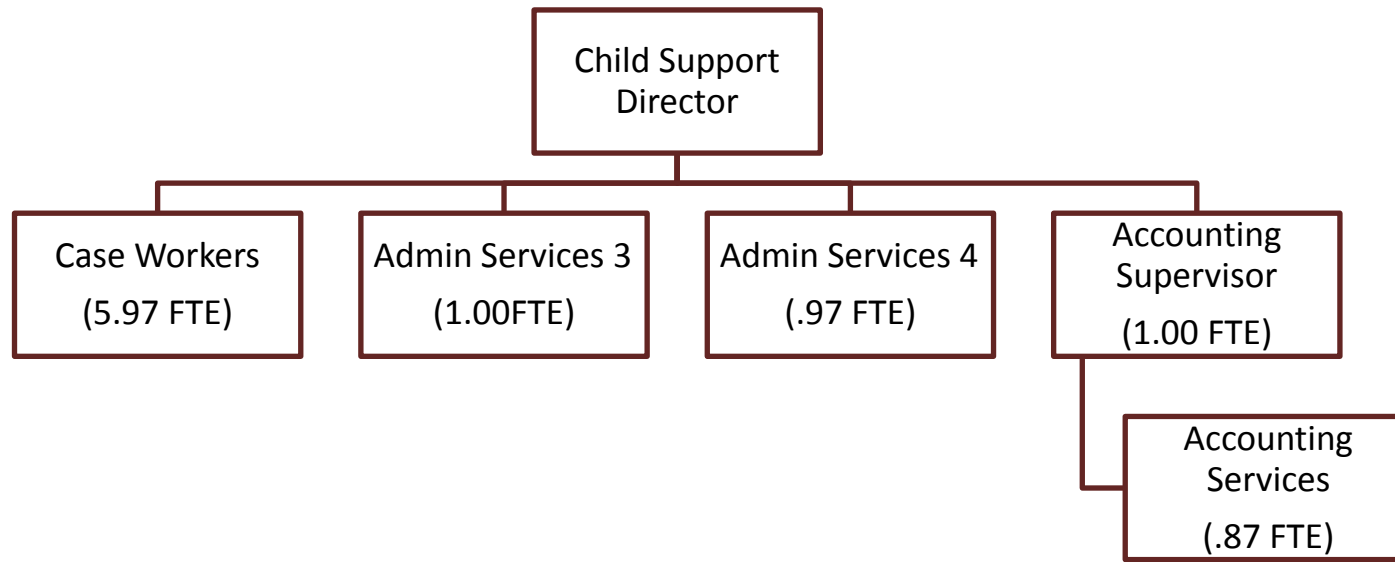 Child Support
Director
Case Workers
(5.97 FTE)
Admin Services 3
(1.00FTE)
Admin Services 4
(.97 FTE)
Accounting
Supervisor
(1.00 FTE)
Accounting
Services
(.87 FTE)